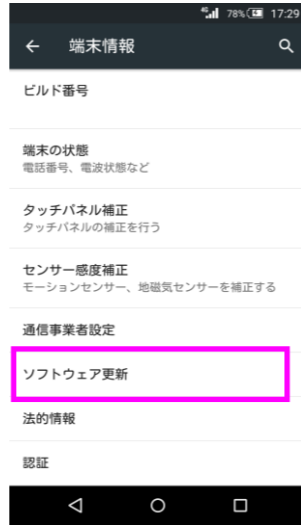 4G 78% 17:29
端末情報
ビルド番号
端末の状態
電話番号、電波状態など
タッチパネル補正
タッチパネルの補正を行う
センサー感度補正
モーションセンサー、地磁気センサーを補正する
通信事業者設定
ソフトウェア更新
法的情報
認証